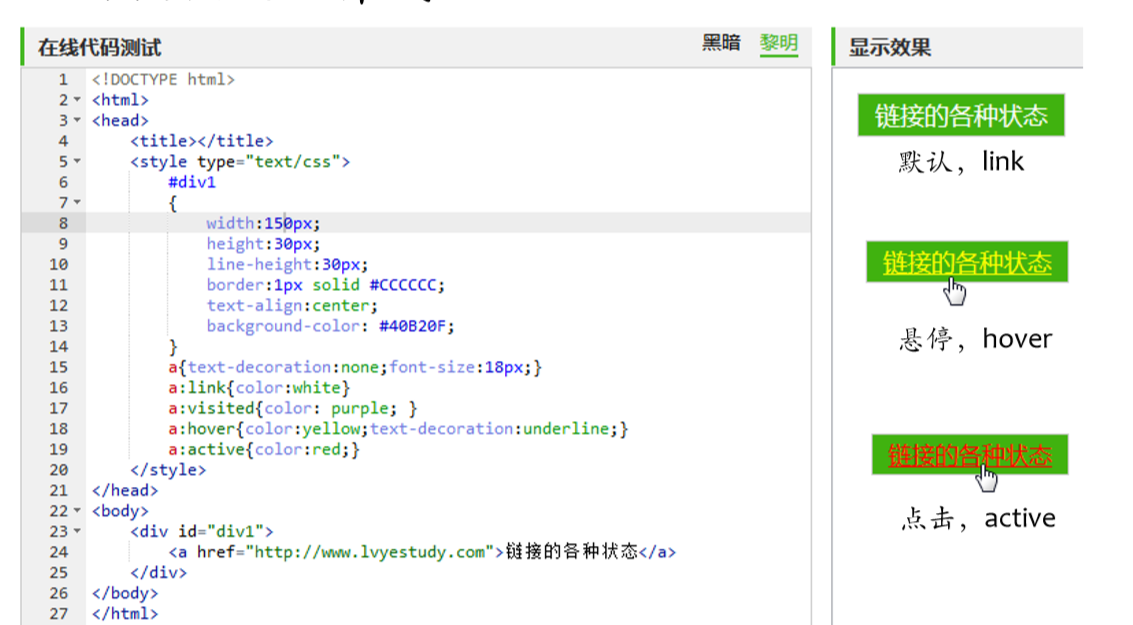 在线代码测试 黑暗 黎明
1 <!DOCTYPE html>
2 <html>
3 <head>
4 <title></title>
5 <style type="text/css">
6 #div1
7 {
8 width:150px;
9 height:30px;
10 line-height:30px;
11 border:1px solid #CCCCCC;
12 text-align:center;
13 background-color: #40B20F;
14 }
15 a{text-decoration:none;font-size:18px;}
16 a:link{color:white}
17 a:visited{color: purple; }
18 a:hover{color:yellow;text-decoration:underline;}
19 a:active{color:red;}
20 </style>
21 </head>
22 <body>
23 <div id="div1">
24 <a href="http://www.lvyestudy.com">链接的各种状态</a>
25 </div>
26 </body>
27 </html>
显示效果
链接的各种状态
默认，link
链接的各种状态
悬停，hover
链接的各种状态
点击，active